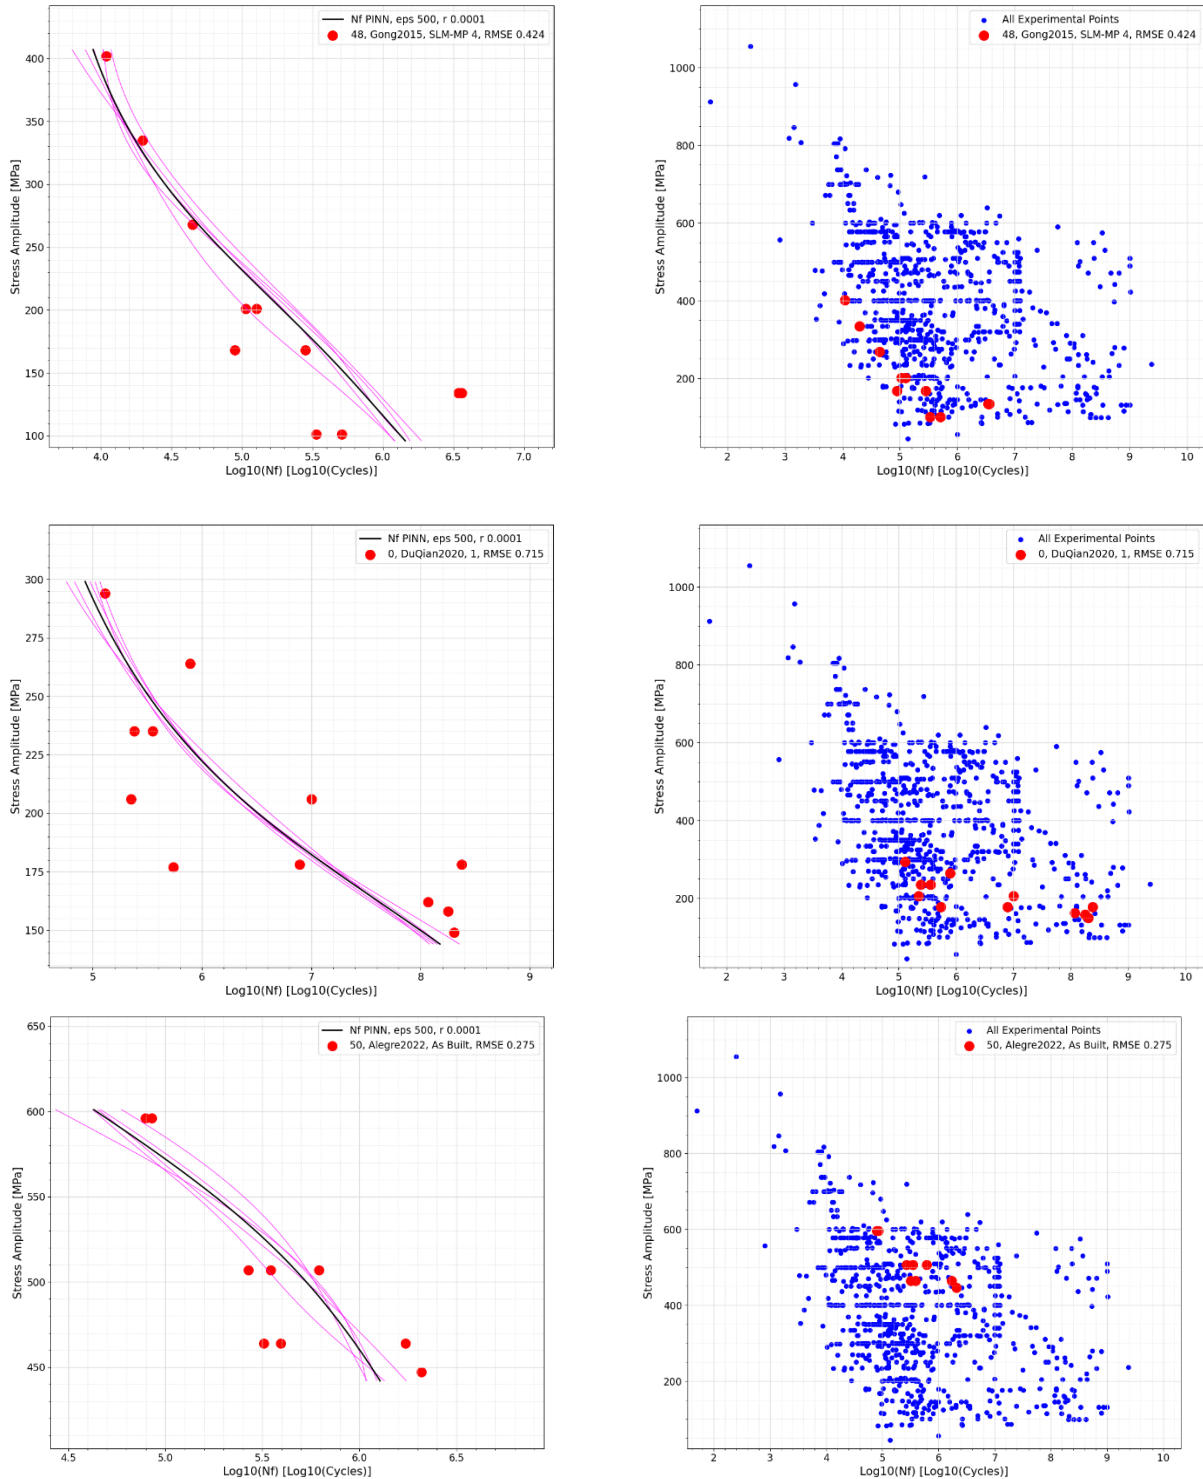 Nf PINN, eps 500, r 0.0001
48, Gong2015, SLM-MP 4, RMSE 0.424
400
350
300
250
200
150
100
Stress Amplitude [MPa]
4.0 4.5 5.0 5.5 6.0 6.5 7.0
Log10(Nf) [Log10(Cycles)]
All Experimental Points
48, Gong2015, SLM-MP 4, RMSE 0.424
1000
800
600
400
200
Stress Amplitude [MPa]
2 3 4 5 6 7 8 9 10
Log10(Nf) [Log10(Cycles)]
Nf PINN, eps 500, r 0.0001
0, DuQian2020, 1, RMSE 0.715
300
275
250
225
200
175
150
Stress Amplitude [MPa]
5 6 7 8 9
Log10(Nf) [Log10(Cycles)]
All Experimental Points
0, DuQian2020, 1, RMSE 0.715
1000
800
600
400
200
Stress Amplitude [MPa]
2 3 4 5 6 7 8 9 10
Log10(Nf) [Log10(Cycles)]
Nf PINN, eps 500, r 0.0001
50, Alegre2022, As Built, RMSE 0.275
650
600
550
500
450
Stress Amplitude [MPa]
4.5 5.0 5.5 6.0 6.5
Log10(Nf) [Log10(Cycles)]
All Experimental Points
50, Alegre2022, As Built, RMSE 0.275
1000
800
600
400
200
Stress Amplitude [MPa]
2 3 4 5 6 7 8 9 10
Log10(Nf) [Log10(Cycles)]